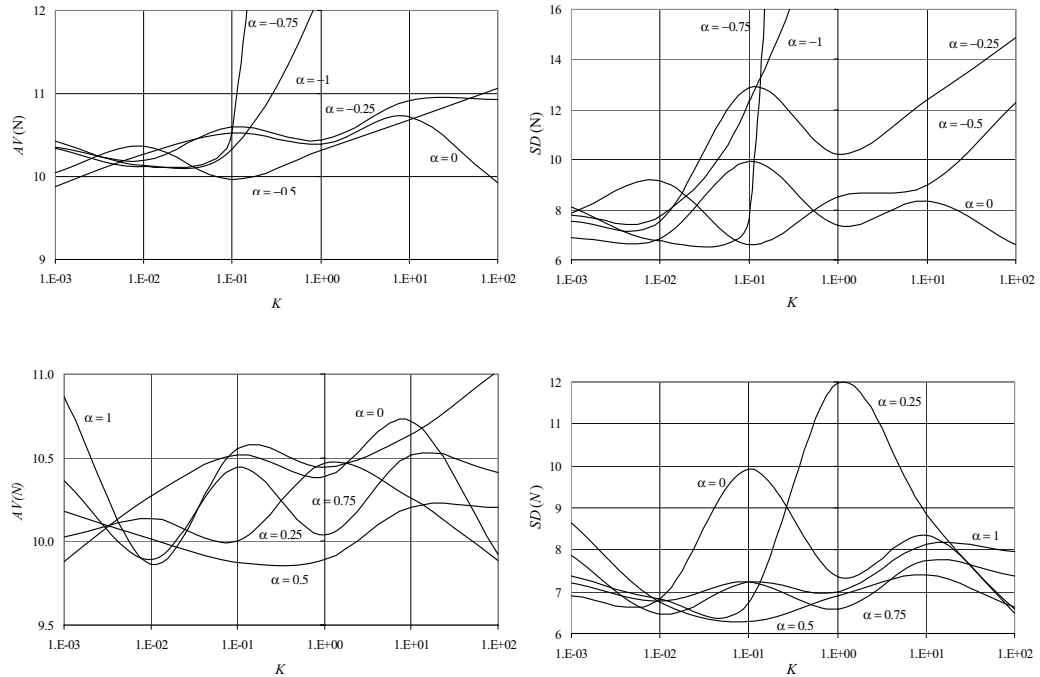 12
11
10
9
AV(N)
α = −0.75
α = −1
α = −0.25
α = 0
α = −0.5
1.E−03 1.E−02 1.E−01 1.E+00 1.E+01 1.E+02
K
16
14
12
10
8
6
SD (N)
α = −0.75
α = −1
α = −0.25
α = −0.5
α = 0
1.E−03 1.E−02 1.E−01 1.E+00 1.E+01 1.E+02
K
11.0
10.5
10.0
9.5
AV(N)
α = 1
α = 0
α = 0.75
α = 0.25
α = 0.5
1.E−03 1.E−02 1.E−01 1.E+00 1.E+01 1.E+02
K
12
11
10
9
8
7
6
SD (N)
α = 0.25
α = 0
α = 1
α = 0.75
α = 0.5
1.E−03 1.E−02 1.E−01 1.E+00 1.E+01 1.E+02
K